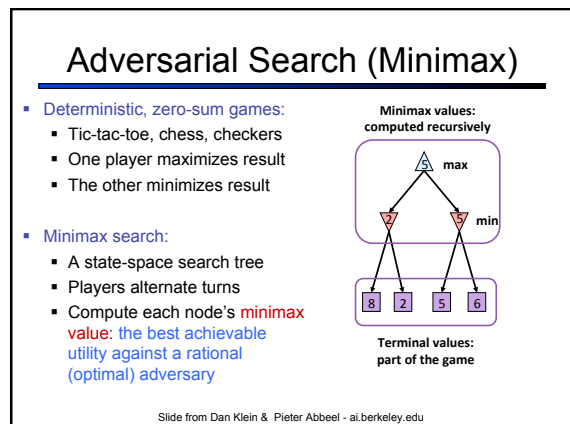 Adversarial Search (Minimax)
▪ Deterministic, zero-sum games:
▪ Tic-tac-toe, chess, checkers
▪ One player maximizes result
▪ The other minimizes result
▪ Minimax search:
▪ A state-space search tree
▪ Players alternate turns
▪ Compute each node's minimax
value: the best achievable
utility against a rational
(optimal) adversary
Minimax values:
computed recursively
5 max
2 5 min
8 2 5 6
Terminal values:
part of the game
Slide from Dan Klein & Pieter Abbeel - ai.berkeley.edu